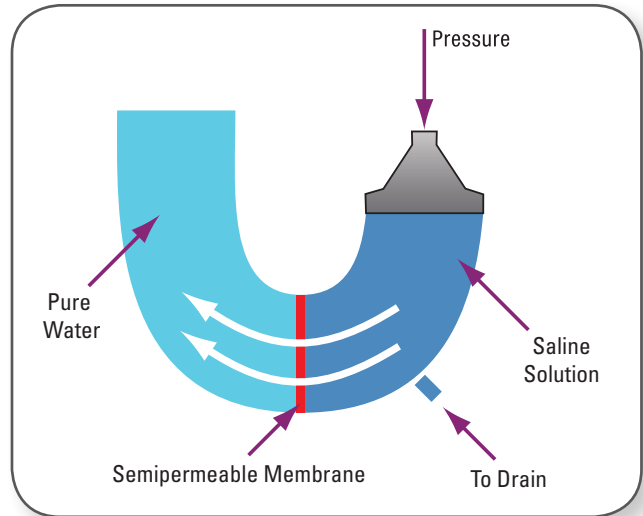 Pressure
Pure
Water
Saline
Solution
Semipermeable Membrane
To Drain